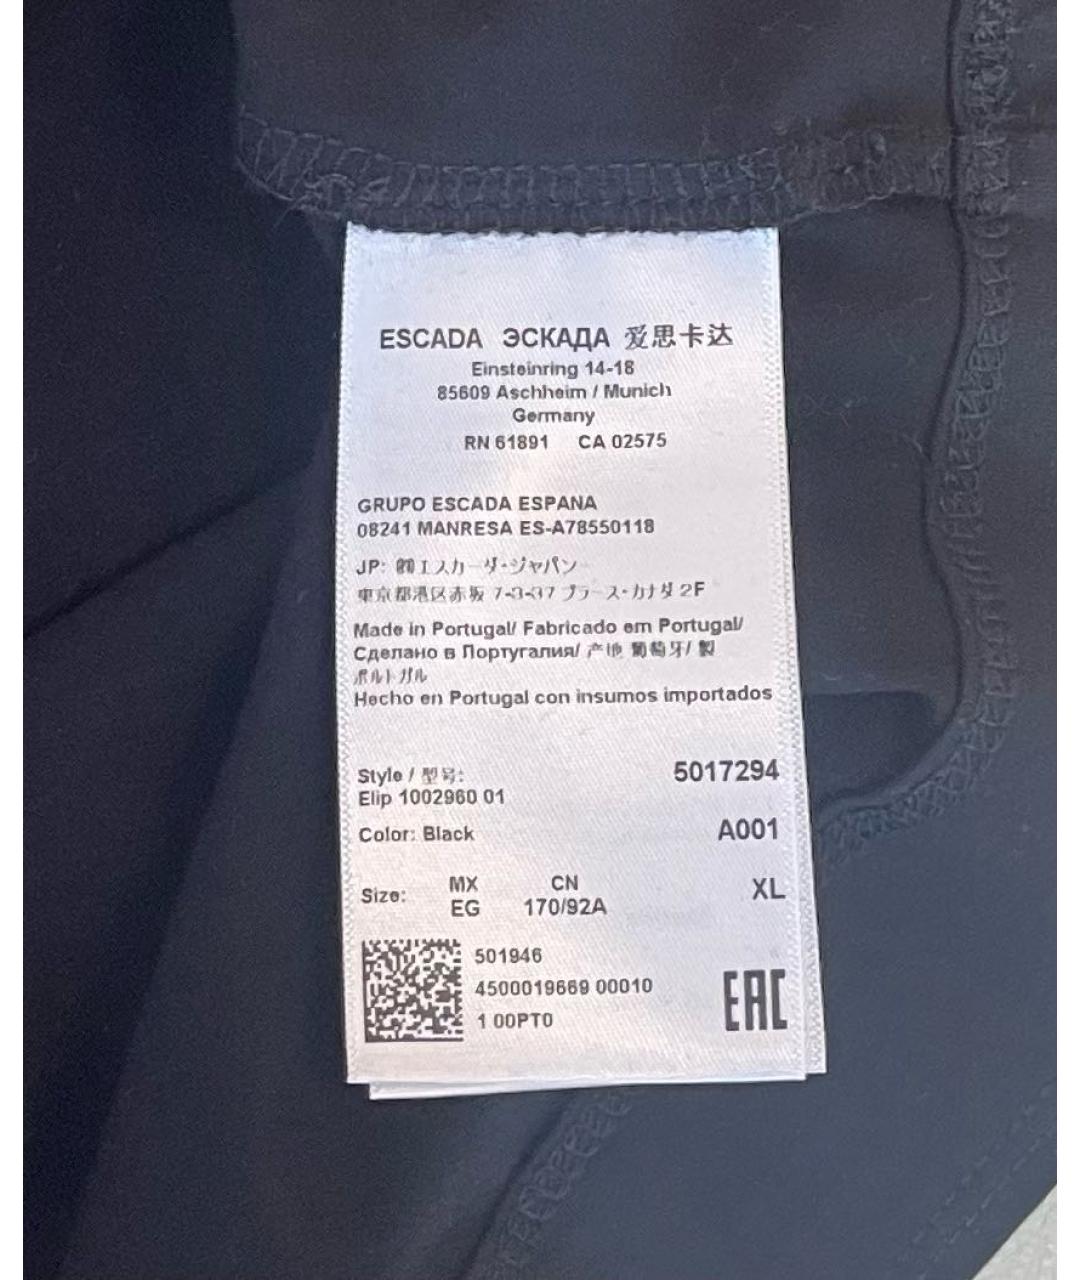 ESCADA ЭСКАДА 爱思卡达
Einsteinring 14-18
85609 Aschheim / Munich
Germany
RN 61891 CA 02575
GRUPO ESCADA ESPANA
08241 MANRESA ES-A78550118
JP: ㈱エスカーダ・ジャパン
東京都港区赤坂 7-3-37 プラース・カナダ 2F
Made in Portugal/ Fabricado em Portugal/
Сделано в Португалия/ 产地 葡萄牙/ 製
ポルトガル
Hecho en Portugal con insumos importados
Style / 型号: 5017294
Elip 1002960 01
Color: Black A001
Size: MX CN XL
EG 170/92A
501946
4500019669 00010
1 00PT0
EAC